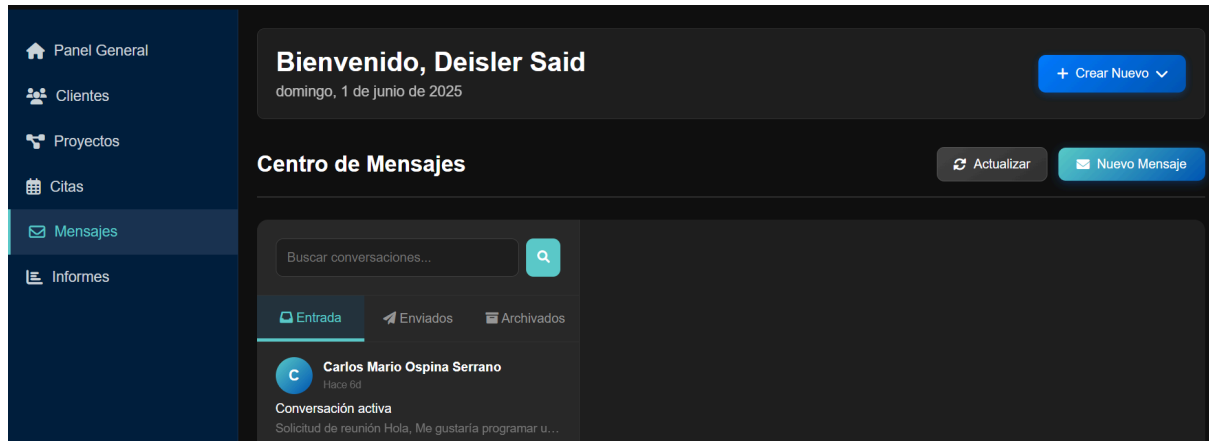 Panel General
Clientes
Proyectos
Citas
Mensajes
Informes
Bienvenido, Deisler Said
domingo, 1 de junio de 2025
+ Crear Nuevo
Centro de Mensajes
Actualizar
Nuevo Mensaje
Buscar conversaciones...
Entrada
Enviados
Archivados
C
Carlos Mario Ospina Serrano
Hace 6d
Conversación activa
Solicitud de reunión Hola, Me gustaría programar u...